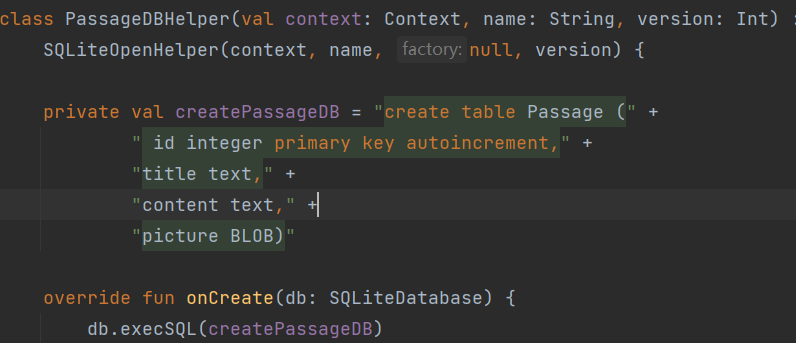 class PassageDBHelper(val context: Context, name: String, version: Int) :
SQLiteOpenHelper(context, name, factory: null, version) {
private val createPassageDB = "create table Passage (" +
" id integer primary key autoincrement," +
"title text," +
"content text," +
"picture BLOB)"
override fun onCreate(db: SQLiteDatabase) {
db.execSQL(createPassageDB)